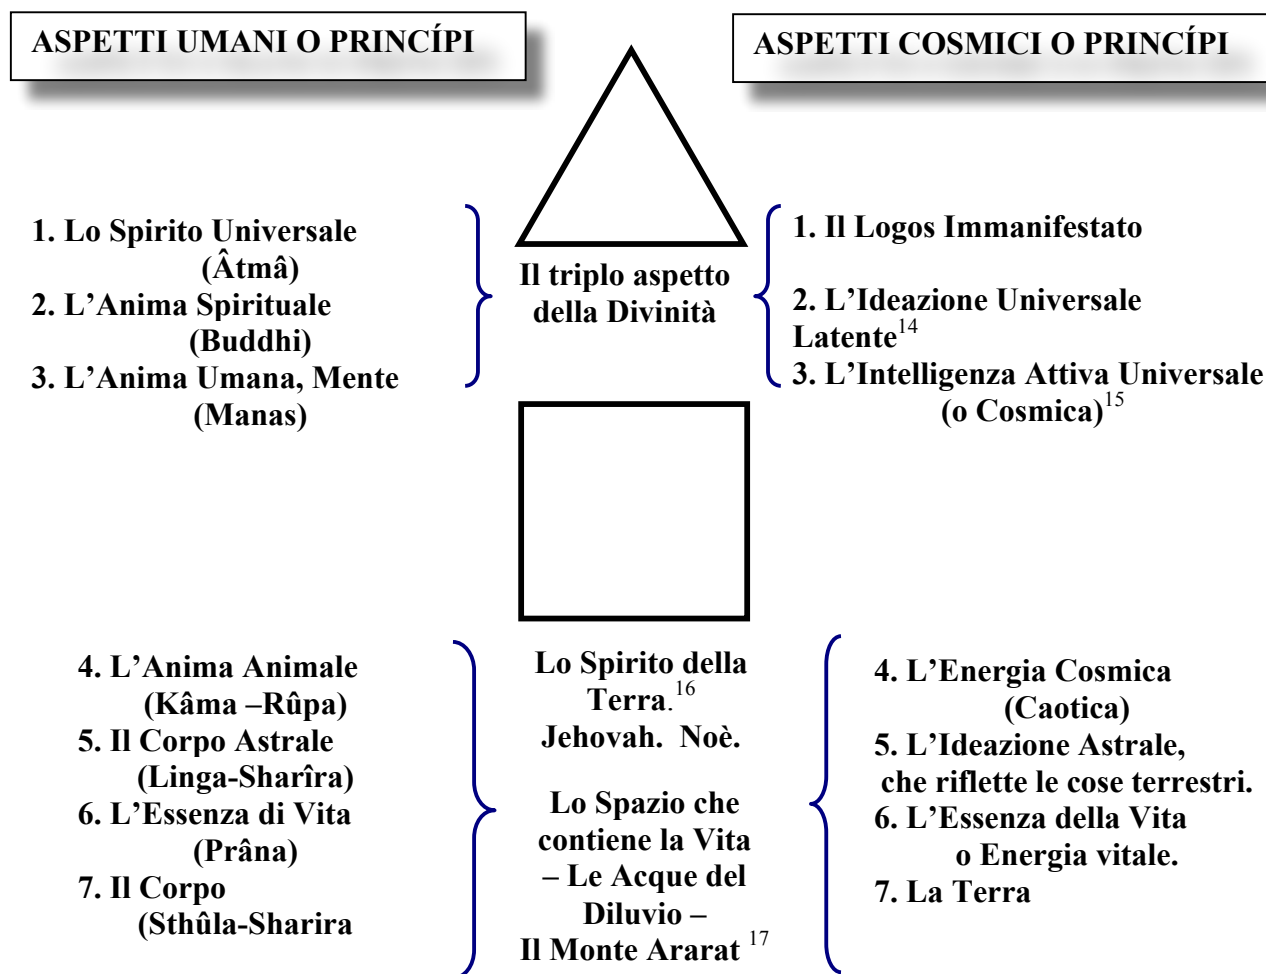 ASPETTI UMANI O PRINCÍPI
ASPETTI COSMICI O PRINCÍPI
1. Lo Spirito Universale
(Âtmâ)
2. L’Anima Spirituale
(Buddhi)
3. L’Anima Umana, Mente
(Manas)
Il triplo aspetto
della Divinità
1. Il Logos Immanifestato
2. L’Ideazione Universale
Latente14
3. L’Intelligenza Attiva Universale
(o Cosmica)15
4. L’Anima Animale
(Kâma –Rûpa)
5. Il Corpo Astrale
(Linga-Sharîra)
6. L’Essenza di Vita
(Prâna)
7. Il Corpo
(Sthûla-Sharira
Lo Spirito della
Terra.16
Jehovah. Noè.
Lo Spazio che
contiene la Vita
– Le Acque del
Diluvio –
Il Monte Ararat 17
4. L’Energia Cosmica
(Caotica)
5. L’Ideazione Astrale,
che riflette le cose terrestri.
6. L’Essenza della Vita
o Energia vitale.
7. La Terra